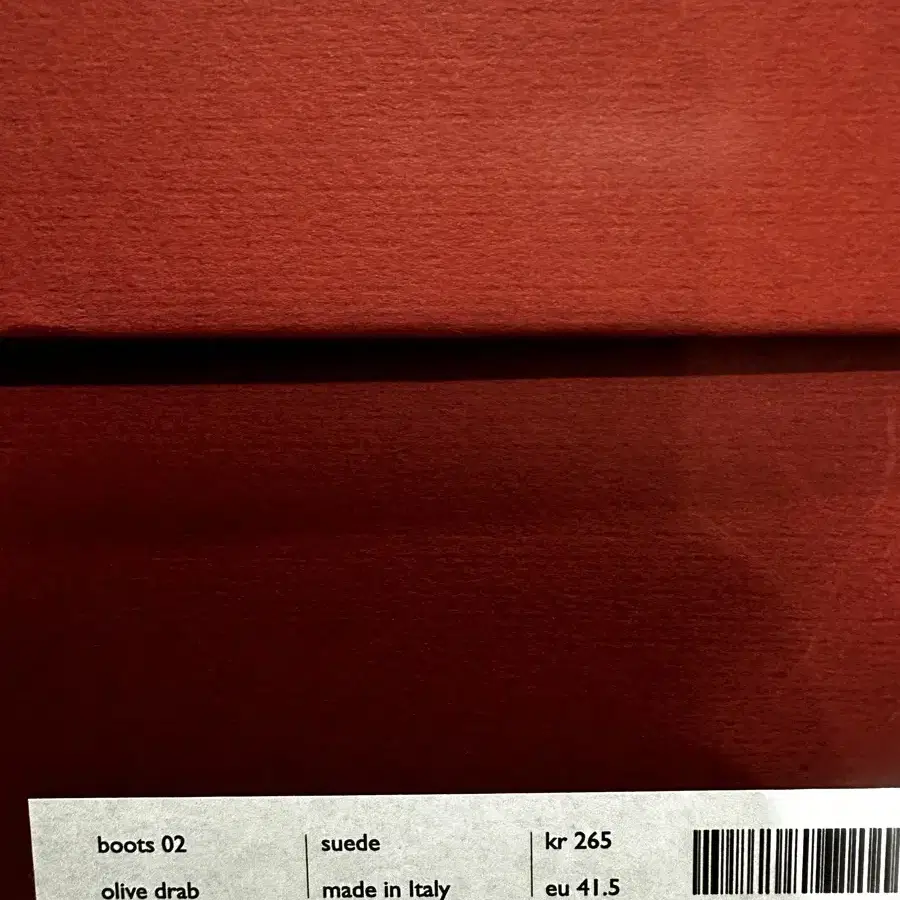 boots 02
olive drab
suede
made in Italy
kr 265
eu 41.5